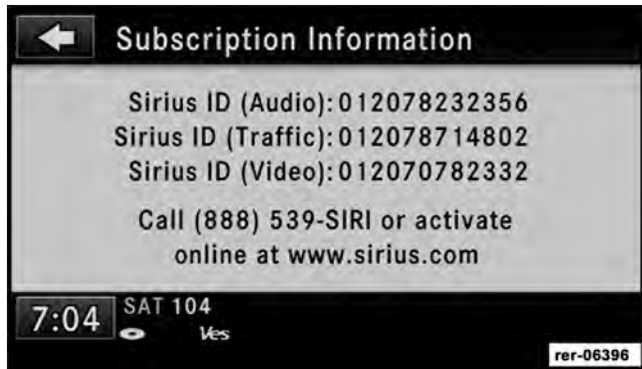 Subscription Information
Sirius ID (Audio): 012078232356
Sirius ID (Traffic): 012078714802
Sirius ID (Video): 012070782332
Call (888) 539-SIRI or activate
online at www.sirius.com
7:04 SAT 104
Ves
rer-06396